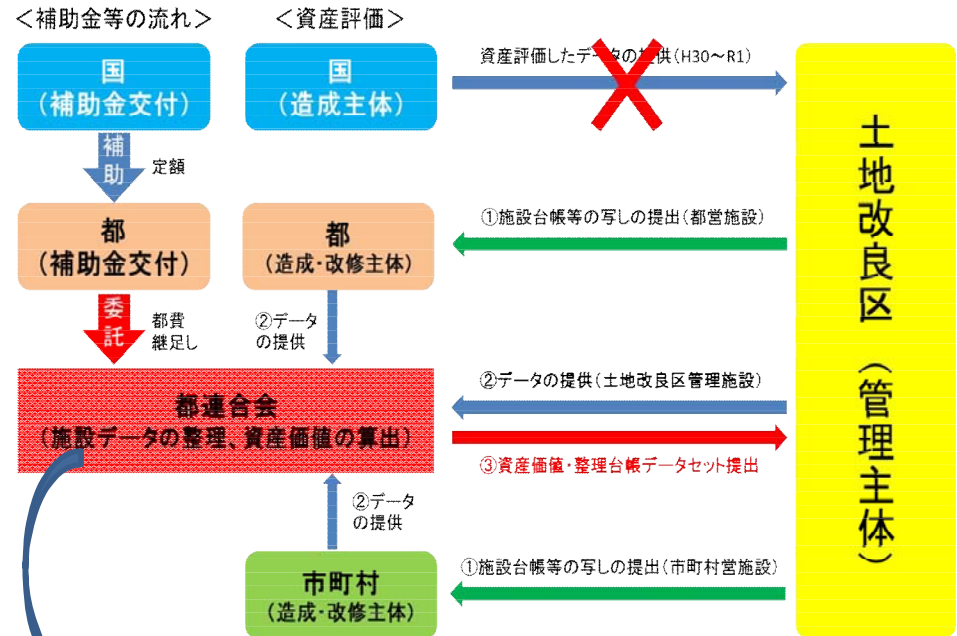 ＜補助金等の流れ＞
＜資産評価＞
国
(補助金交付)
国
(造成主体)
資産評価したデータの提供(H30～R1)
補助
定額
都
(補助金交付)
都
(造成･改修主体)
①施設台帳等の写しの提出(都営施設)
委託
都費
継足し
②データ
の提供
都連合会
(施設データの整理、資産価値の算出)
②データの提供(土地改良区管理施設)
③資産価値･整理台帳データセット提出
②データ
の提供
市町村
(造成･改修主体)
①施設台帳等の写しの提出(市町村営施設)
土地改良区（管理主体）